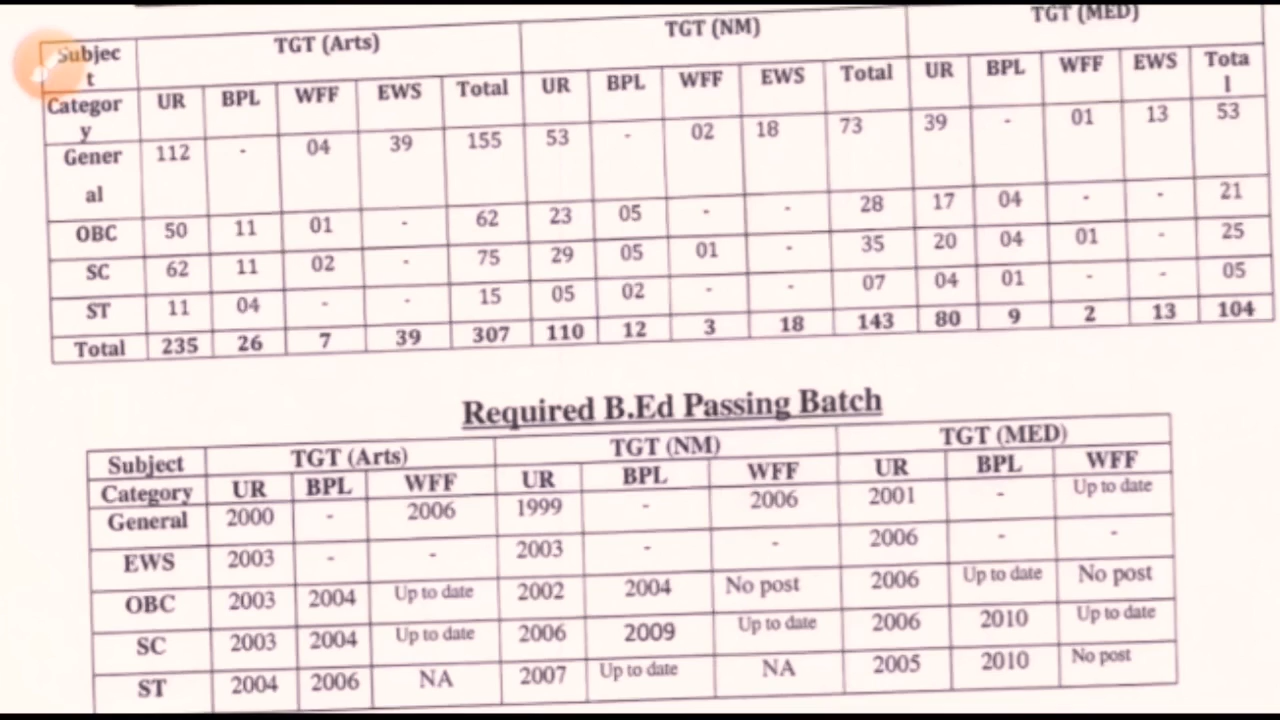 Subject TGT (Arts) TGT (NM) TGT (MED)
Category UR BPL WFF EWS Total UR BPL WFF EWS Total UR BPL WFF EWS Total
General 112 - 04 39 155 53 - 02 18 73 39 - 01 13 53
OBC 50 11 01 - 62 23 05 - - 28 17 04 - - 21
SC 62 11 02 - 75 29 05 01 - 35 20 04 01 - 25
ST 11 04 - - 15 05 02 - - 07 04 01 - - 05
Total 235 26 7 39 307 110 12 3 18 143 80 9 2 13 104
Required B.Ed Passing Batch
Subject TGT (Arts) TGT (NM) TGT (MED)
Category UR BPL WFF UR BPL WFF UR BPL WFF
General 2000 - 2006 1999 - 2006 2001 - Up to date
EWS 2003 - - 2003 - - 2006 - -
OBC 2003 2004 Up to date 2002 2004 No post 2006 Up to date No post
SC 2003 2004 Up to date 2006 2009 Up to date 2006 2010 Up to date
ST 2004 2006 NA 2007 Up to date NA 2005 2010 No post